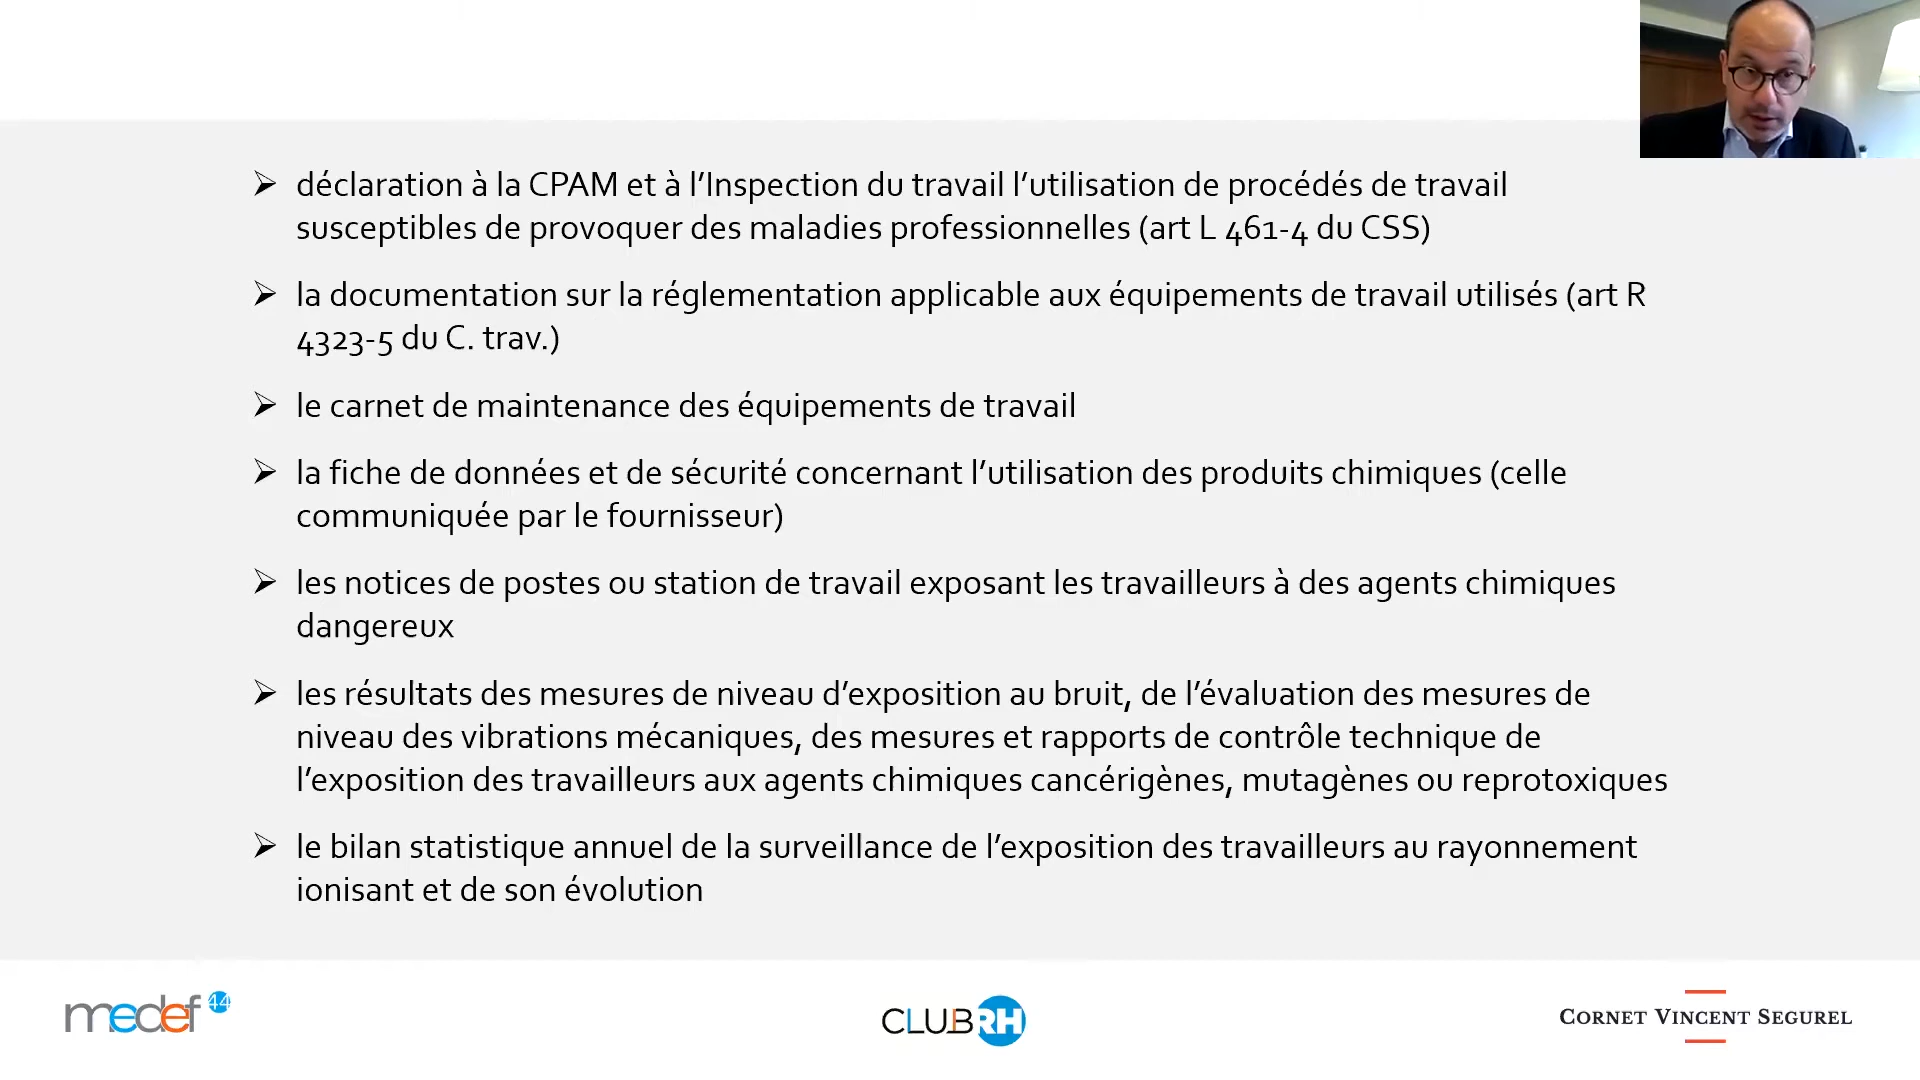 déclaration à la CPAM et à l’Inspection du travail l’utilisation de procédés de travail
susceptibles de provoquer des maladies professionnelles (art L 461-4 du CSS)
la documentation sur la réglementation applicable aux équipements de travail utilisés (art R
4323-5 du C. trav.)
le carnet de maintenance des équipements de travail
la fiche de données et de sécurité concernant l’utilisation des produits chimiques (celle
communiquée par le fournisseur)
les notices de postes ou station de travail exposant les travailleurs à des agents chimiques
dangereux
les résultats des mesures de niveau d’exposition au bruit, de l’évaluation des mesures de
niveau des vibrations mécaniques, des mesures et rapports de contrôle technique de
l’exposition des travailleurs aux agents chimiques cancérigènes, mutagènes ou reprotoxiques
le bilan statistique annuel de la surveillance de l’exposition des travailleurs au rayonnement
ionisant et de son évolution
medef 44
CLUBRH
CORNET VINCENT SEGUREL